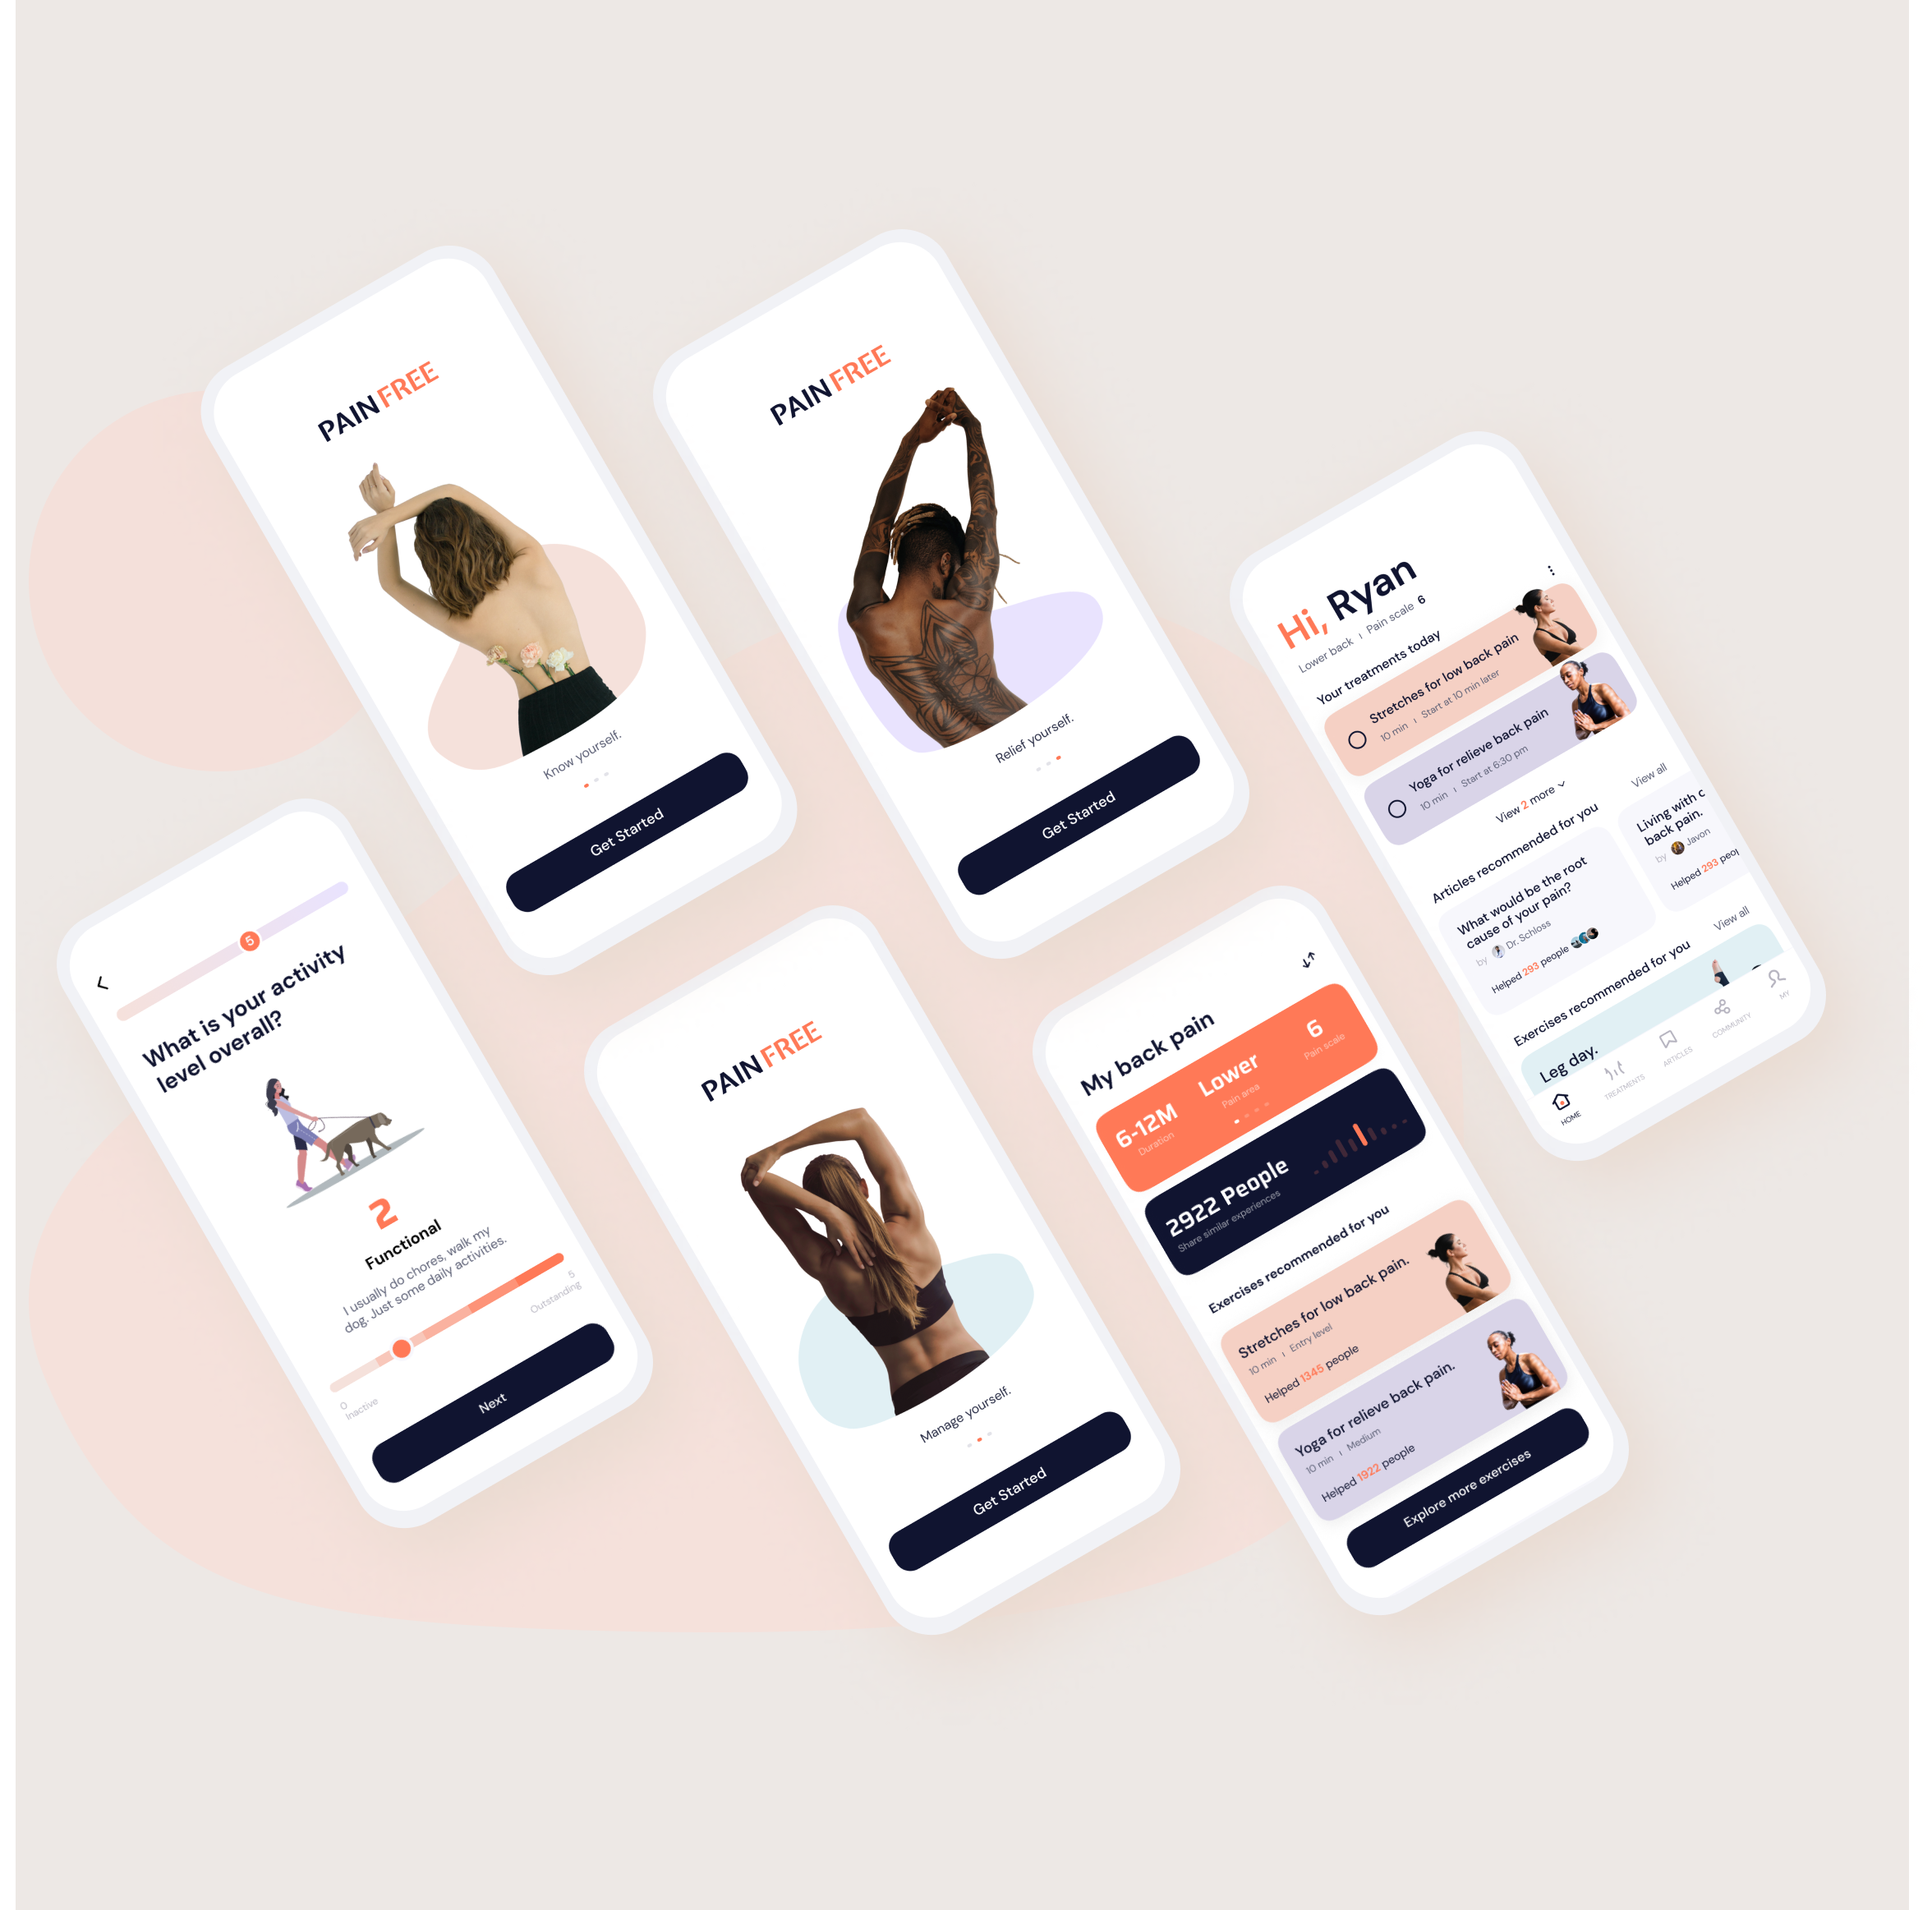 PAIN FREE
Know yourself.
Get Started
PAIN FREE
Relief yourself.
Get Started
Hi, Ryan
Lower back | Pain scale 6
Your treatments today
Stretches for low back pain
10 min | Start at 10 min later
Yoga for relieve back pain
10 min | Start at 6:30 pm
View 2 more
Articles recommended for you
View all
What would be the root
cause of your pain?
by Dr. Schloss
Helped 293 people
Living with c
back pain.
by Javon
Helped 293 peop
Exercises recommended for you
View all
Leg day.
HOME
TREATMENTS
ARTICLES
COMMUNITY
MY
5
What is your activity
level overall?
2
Functional
I usually do chores, walk my
dog. Just some daily activities.
0
Inactive
5
Outstanding
Next
PAIN FREE
Manage yourself.
Get Started
My back pain
6-12M
Duration
Lower
Pain area
6
Pain scale
2922 People
Share similar experiences
Exercises recommended for you
Stretches for low back pain.
10 min | Entry level
Helped 1345 people
Yoga for relieve back pain.
10 min | Medium
Helped 1922 people
Explore more exercises